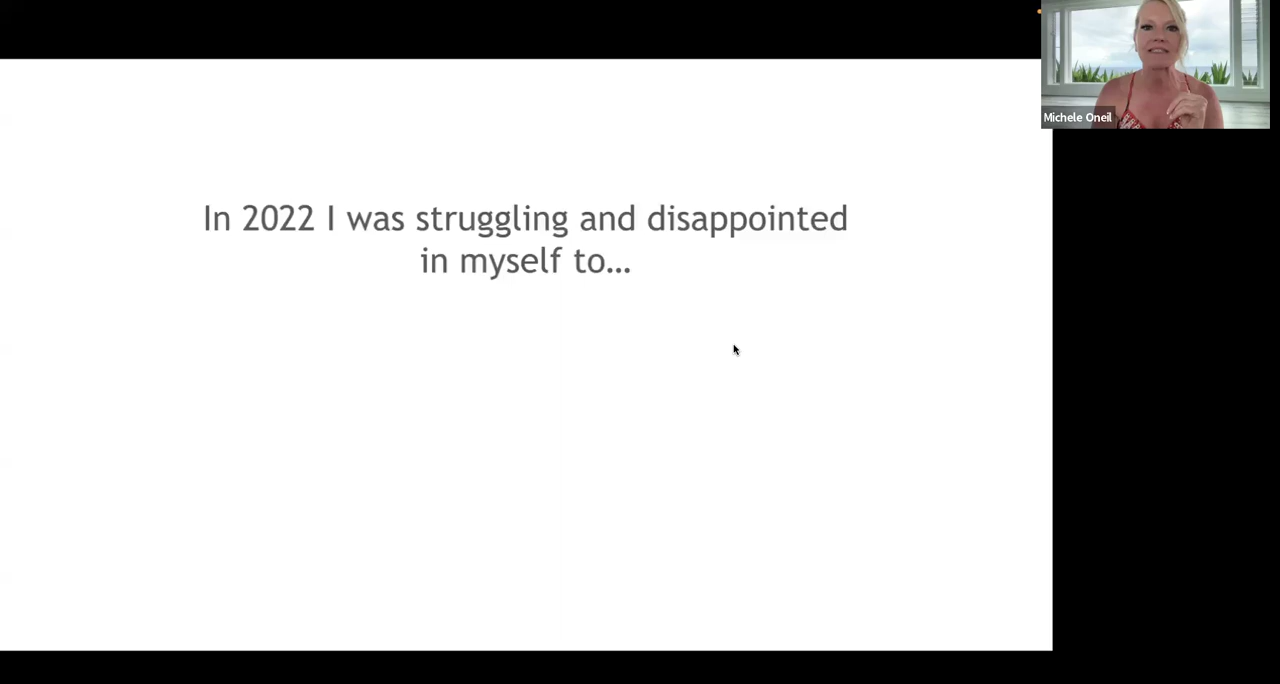 Michele Oneil
In 2022 I was struggling and disappointed
in myself to...